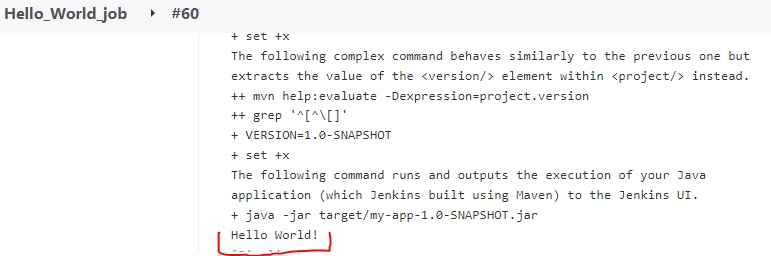 Hello_World_job ▸ #60
+ set +x
The following complex command behaves similarly to the previous one but
extracts the value of the <version/> element within <project/> instead.
++ mvn help:evaluate -Dexpression=project.version
++ grep '^[^\[]'
+ VERSION=1.0-SNAPSHOT
+ set +x
The following command runs and outputs the execution of your Java
application (which Jenkins built using Maven) to the Jenkins UI.
+ java -jar target/my-app-1.0-SNAPSHOT.jar
Hello World!